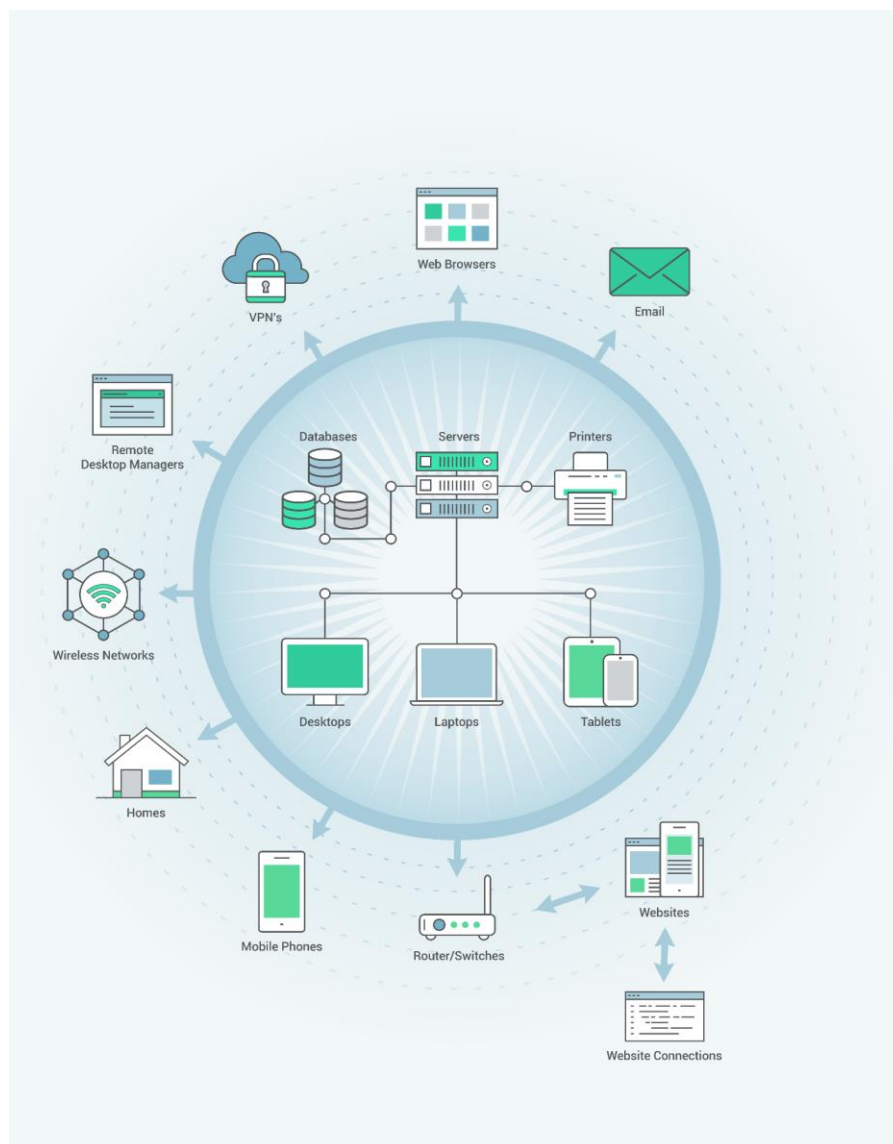 Web Browsers
VPN's
Email
Remote
Desktop Managers
Databases
Servers
Printers
Wireless Networks
Desktops
Laptops
Tablets
Homes
Mobile Phones
Router/Switches
Websites
Website Connections